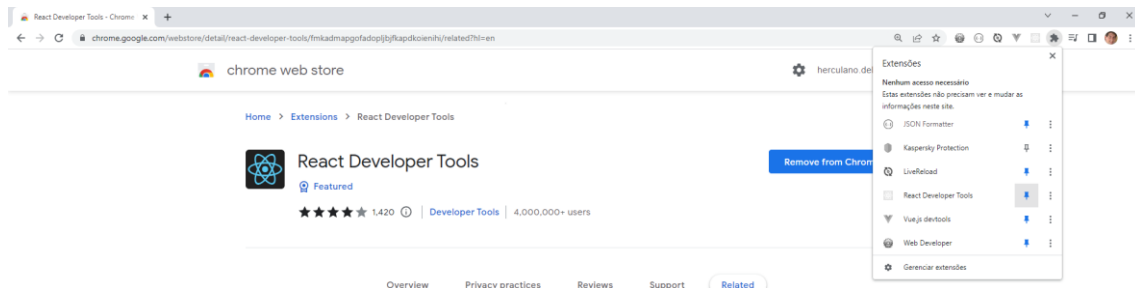 React Developer Tools - Chrome
chrome.google.com/webstore/detail/react-developer-tools/fmkadmapgofadopljbjfkapdkoienihi/related?hl=en
chrome web store
herculano.de
Home > Extensions > React Developer Tools
React Developer Tools
Featured
1,420
Developer Tools
4,000,000+ users
Remove from Chrom
Overview
Privacy practices
Reviews
Support
Related
Extensões
Nenhum acesso necessário
Estas extensões não precisam ver e mudar as
informações neste site.
JSON Formatter
Kaspersky Protection
LiveReload
React Developer Tools
Vue.js devtools
Web Developer
Gerenciar extensões